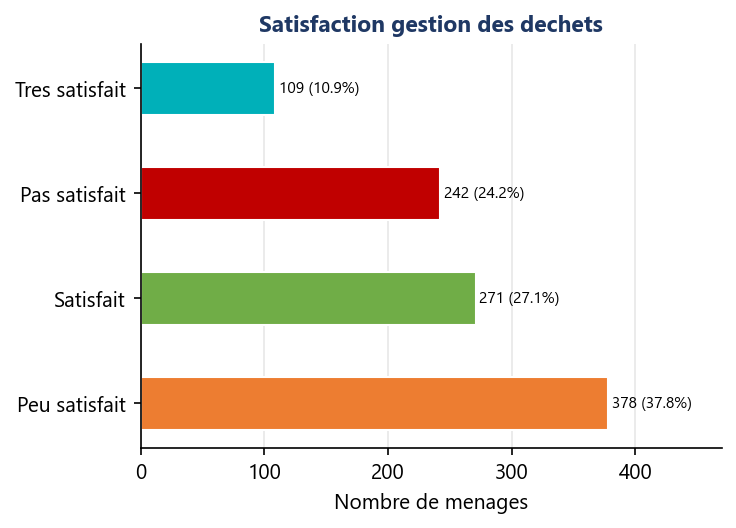 Satisfaction gestion des dechets
Tres satisfait
109 (10.9%)
Pas satisfait
242 (24.2%)
Satisfait
271 (27.1%)
Peu satisfait
378 (37.8%)
0 100 200 300 400
Nombre de menages